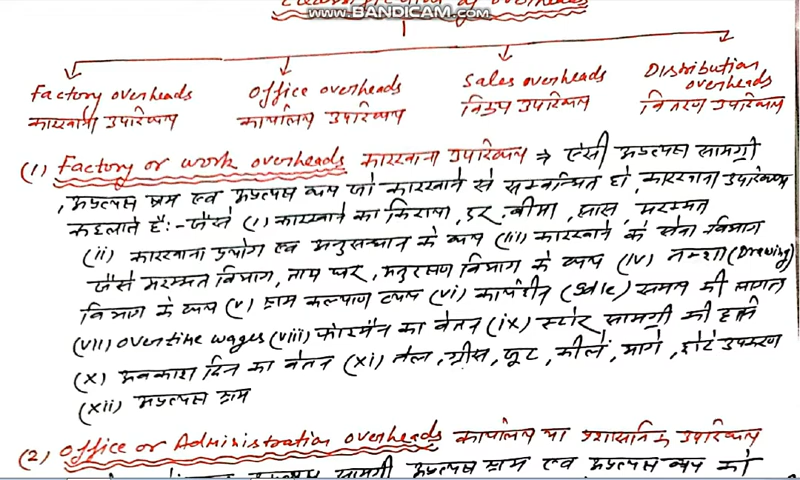 www.BANDICAM.com
Classification of overheads
Factory overheads Office overheads Sales overheads Distribution overheads
कारखाना उपरिव्यय कार्यालय उपरिव्यय विक्रय उपरिव्यय वितरण उपरिव्यय
(1) Factory or work overheads कारखाना उपरिव्यय ⇒ ऐसी अप्रत्यक्ष सामग्री
, अप्रत्यक्ष श्रम एवं अप्रत्यक्ष व्यय जो कारखाने से सम्बन्धित हो, कारखाना उपरिव्यय
कहलाते है:- जैसे (i) कारखाने का किराया, कर, बीमा, ह्रास, मरम्मत
(ii) कारखाना प्रयोग एवं अनुसन्धान के व्यय (iii) कारखाने के सेवा विभाग
जैसे मरम्मत विभाग, ताप घर, अनुरक्षण विभाग के व्यय (iv) नक्शा (Drawing)
विभाग के व्यय (v) श्रम कल्याण व्यय (vi) कार्यहीन (Idle) समय की लागत
(vii) overtime wages (viii) फोरमैन का वेतन (ix) स्टोर सामग्री की हानि
(x) अवकाश दिन का वेतन (xi) तेल, ग्रीस, जूट, कीलें, धागे, छोटे उपकरण
(xii) अप्रत्यक्ष श्रम
(2) Office or Administration overheads कार्यालय या प्रशासनिक उपरिव्यय
सामग्री अप्रत्यक्ष श्रम एवं अप्रत्यक्ष व्यय को